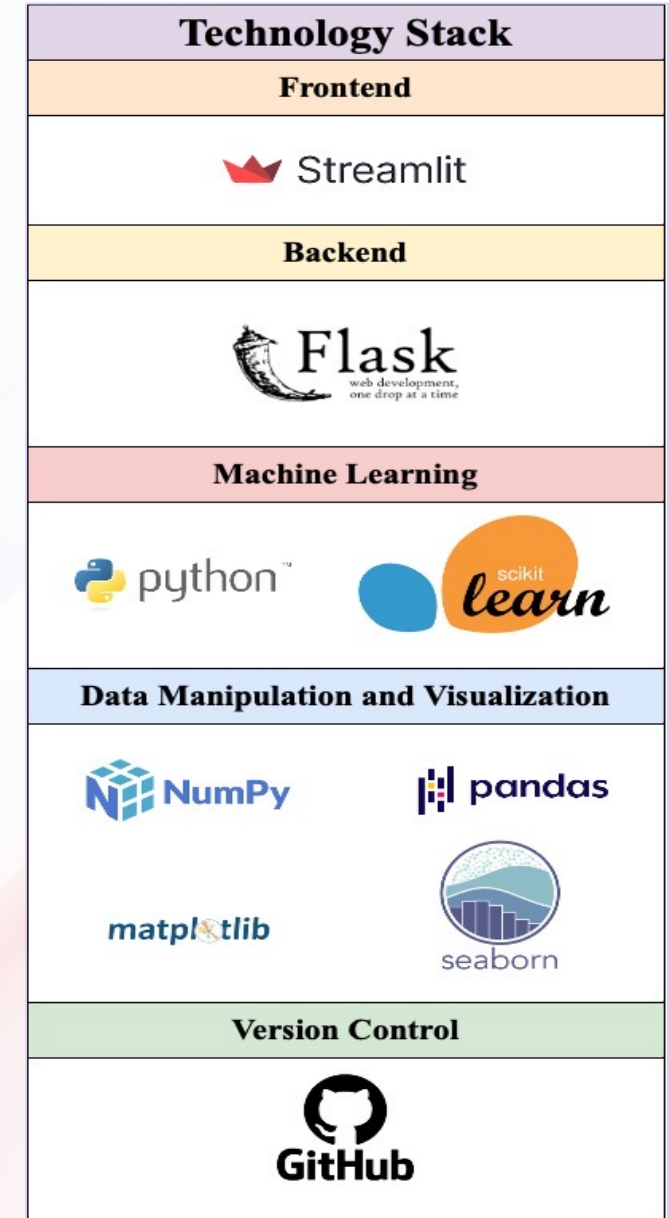 Technology Stack
Frontend
Streamlit
Backend
Flask
web development,
one drop at a time
Machine Learning
python™
scikit
learn
Data Manipulation and Visualization
NumPy
pandas
matplotlib
seaborn
Version Control
GitHub